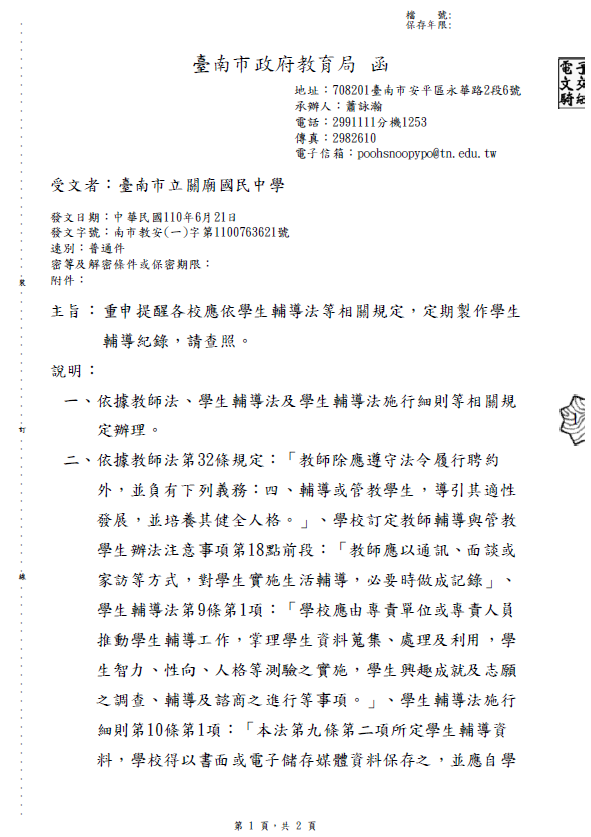 檔　　號:
保存年限:
臺南市政府教育局 函
地址：708201臺南市安平區永華路2段6號
承辦人：蕭詠瀚
電話：2991111分機1253
傳真：2982610
電子信箱：poohsnoopypo@tn.edu.tw
受文者：臺南市立關廟國民中學
發文日期：中華民國110年6月21日
發文字號：南市教安(一)字第1100763621號
速別：普通件
密等及解密條件或保密期限：
附件：
主旨：重申提醒各校應依學生輔導法等相關規定，定期製作學生
輔導紀錄，請查照。
說明：
一、依據教師法、學生輔導法及學生輔導法施行細則等相關規
定辦理。
二、依據教師法第32條規定：「教師除應遵守法令履行聘約
外，並負有下列義務：四、輔導或管教學生，導引其適性
發展，並培養其健全人格。」、學校訂定教師輔導與管教
學生辦法注意事項第18點前段：「教師應以通訊、面談或
家訪等方式，對學生實施生活輔導，必要時做成記錄」、
學生輔導法第9條第1項：「學校應由專責單位或專責人員
推動學生輔導工作，掌理學生資料蒐集、處理及利用，學
生智力、性向、人格等測驗之實施，學生興趣成就及志願
之調查、輔導及諮商之進行等事項。」、學生輔導法施行
細則第10條第1項：「本法第九條第二項所定學生輔導資
料，學校得以書面或電子儲存媒體資料保存之，並應自學
裝
訂
線
電子
文交
騎
第 1 頁，共 2 頁